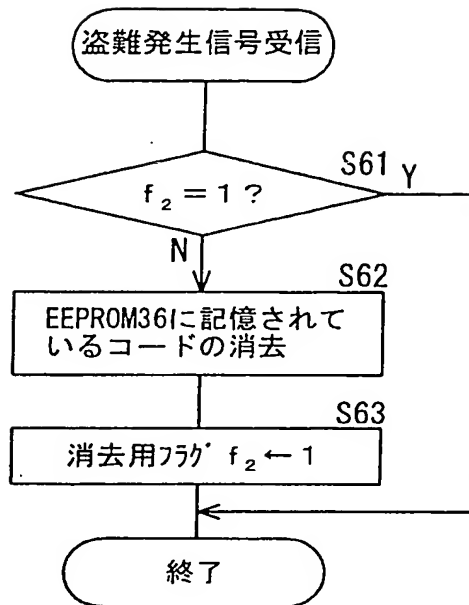 盗難発生信号受信
S61
Y
f₂=1?
N
S62
EEPROM36に記憶されて
いるコードの消去
S63
消去用ﾌﾗｸﾞ f₂←1
終了